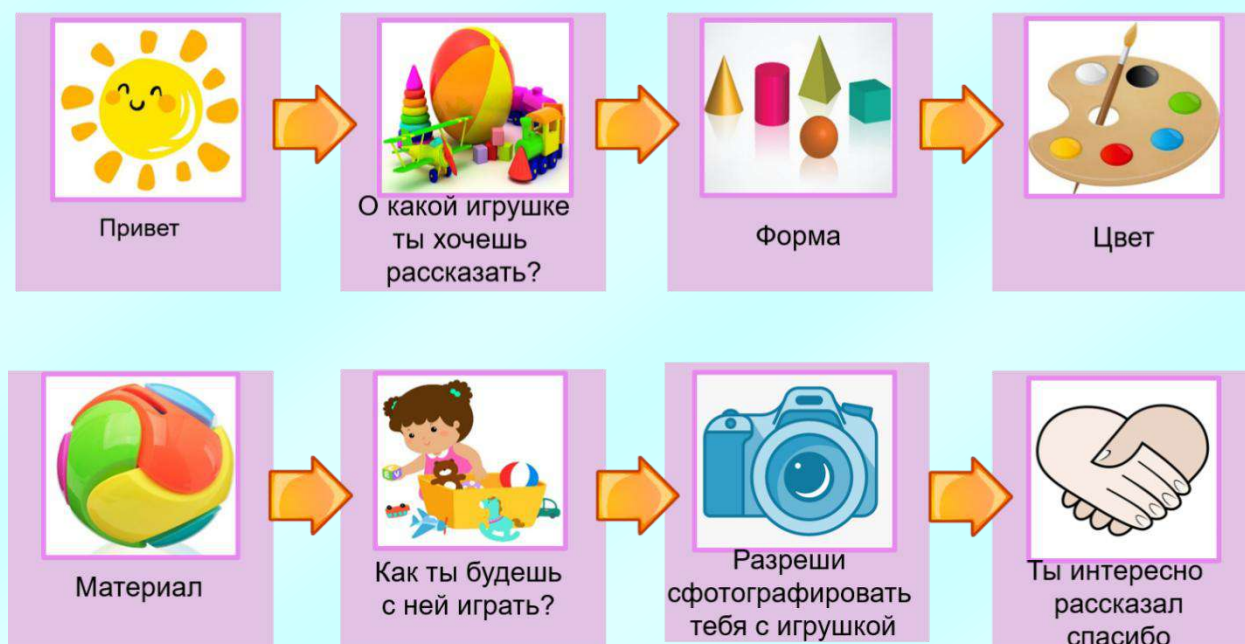 Привет
О какой игрушке
ты хочешь
рассказать?
Форма
Цвет
Материал
Как ты будешь
с ней играть?
Разреши
сфотографировать
тебя с игрушкой
Ты интересно
рассказал
спасибо